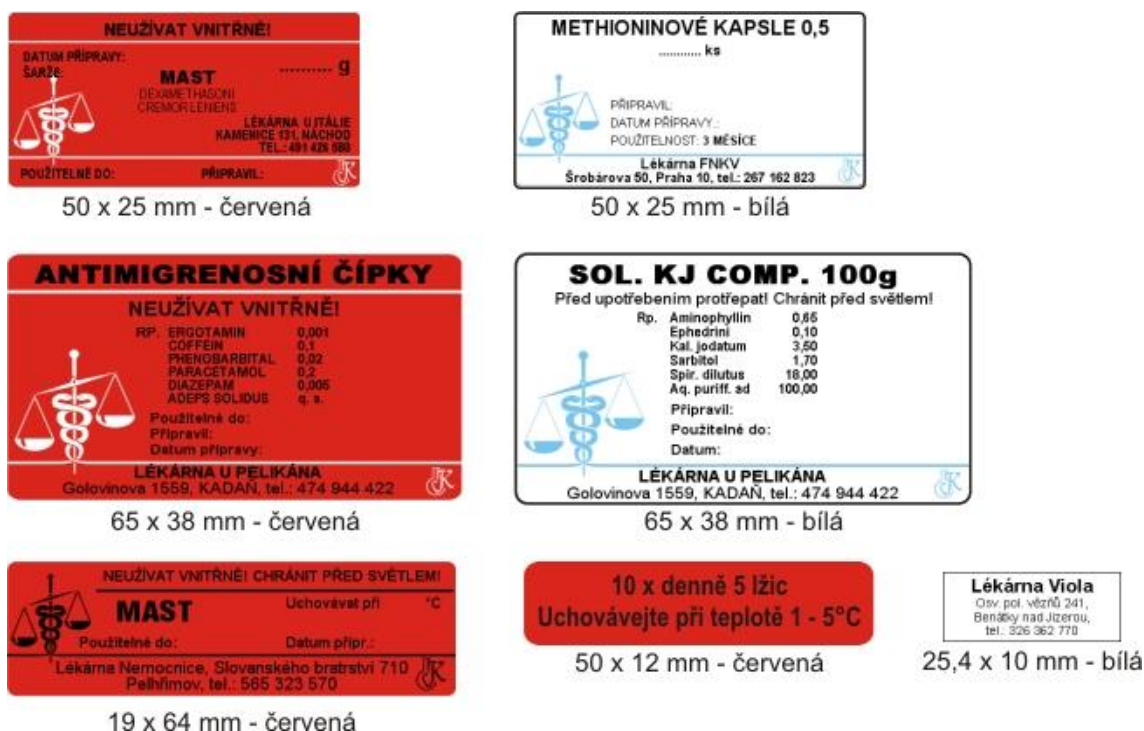 NEUŽÍVAT VNITŘNĚ!
DATUM PŘÍPRAVY:
ŠARŽE:
MAST
.......... g
DEXAMETHASONI
CREMOR LENIENS
LÉKÁRNA U ITÁLIE
KAMENICE 131, NÁCHOD
TEL.: 491 426 580
POUŽITELNÉ DO: PŘIPRAVIL:
JK
50 x 25 mm - červená
METHIONINOVÉ KAPSLE 0,5
............ ks
PŘIPRAVIL:
DATUM PŘÍPRAVY.:
POUŽITELNOST: 3 MĚSÍCE
Lékárna FNKV
Šrobárova 50, Praha 10, tel.: 267 162 823
JK
50 x 25 mm - bílá
ANTIMIGRENOSNÍ ČÍPKY
NEUŽÍVAT VNITŘNĚ!
RP. ERGOTAMIN 0,001
COFFEIN 0,1
PHENOBARBITAL 0,02
PARACETAMOL 0,2
DIAZEPAM 0,005
ADEPS SOLIDUS q. s.
Použitelné do:
Připravil:
Datum přípravy:
LÉKÁRNA U PELIKÁNA
Golovinova 1559, KADAŇ, tel.: 474 944 422
JK
65 x 38 mm - červená
SOL. KJ COMP. 100g
Před upotřebením protřepat! Chránit před světlem!
Rp. Aminophyllin 0,65
Ephedrini 0,10
Kal. jodatum 3,50
Sarbitol 1,70
Spir. dilutus 18,00
Aq. puriff. ad 100,00
Připravil:
Použitelné do:
Datum:
LÉKÁRNA U PELIKÁNA
Golovinova 1559, KADAŇ, tel.: 474 944 422
JK
65 x 38 mm - bílá
NEUŽÍVAT VNITŘNĚ! CHRÁNIT PŘED SVĚTLEM!
MAST
Uchovávat při °C
Použitelné do: Datum přípr.:
Lékárna Nemocnice, Slovanského bratrství 710
Pelhřimov, tel.: 565 323 570
JK
19 x 64 mm - červená
10 x denně 5 lžic
Uchovávejte při teplotě 1 - 5°C
50 x 12 mm - červená
Lékárna Viola
Osv. pol. vězňů 241,
Benátky nad Jizerou,
tel.: 326 362 770
25,4 x 10 mm - bílá